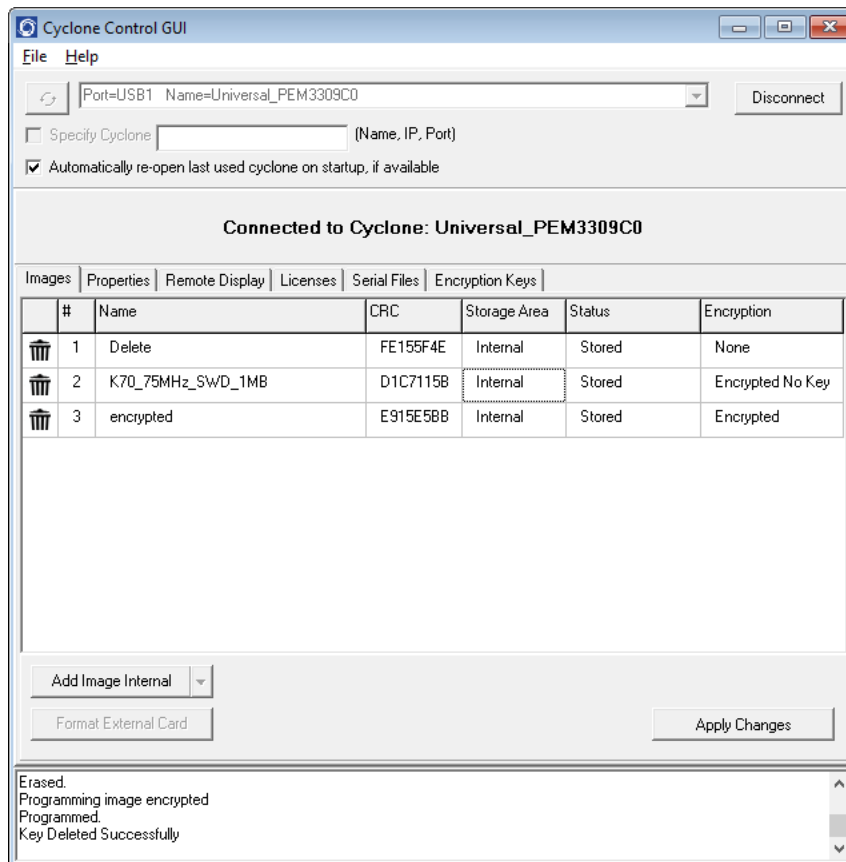 Cyclone Control GUI
File Help
Port=USB1 Name=Universal_PEM3309C0
Disconnect
Specify Cyclone (Name, IP, Port)
Automatically re-open last used cyclone on startup, if available
Connected to Cyclone: Universal_PEM3309C0
Images Properties Remote Display Licenses Serial Files Encryption Keys
# Name CRC Storage Area Status Encryption
1 Delete FE155F4E Internal Stored None
2 K70_75MHz_SWD_1MB D1C7115B Internal Stored Encrypted No Key
3 encrypted E915E5BB Internal Stored Encrypted
Add Image Internal
Format External Card
Apply Changes
Erased.
Programming image encrypted
Programmed.
Key Deleted Successfully